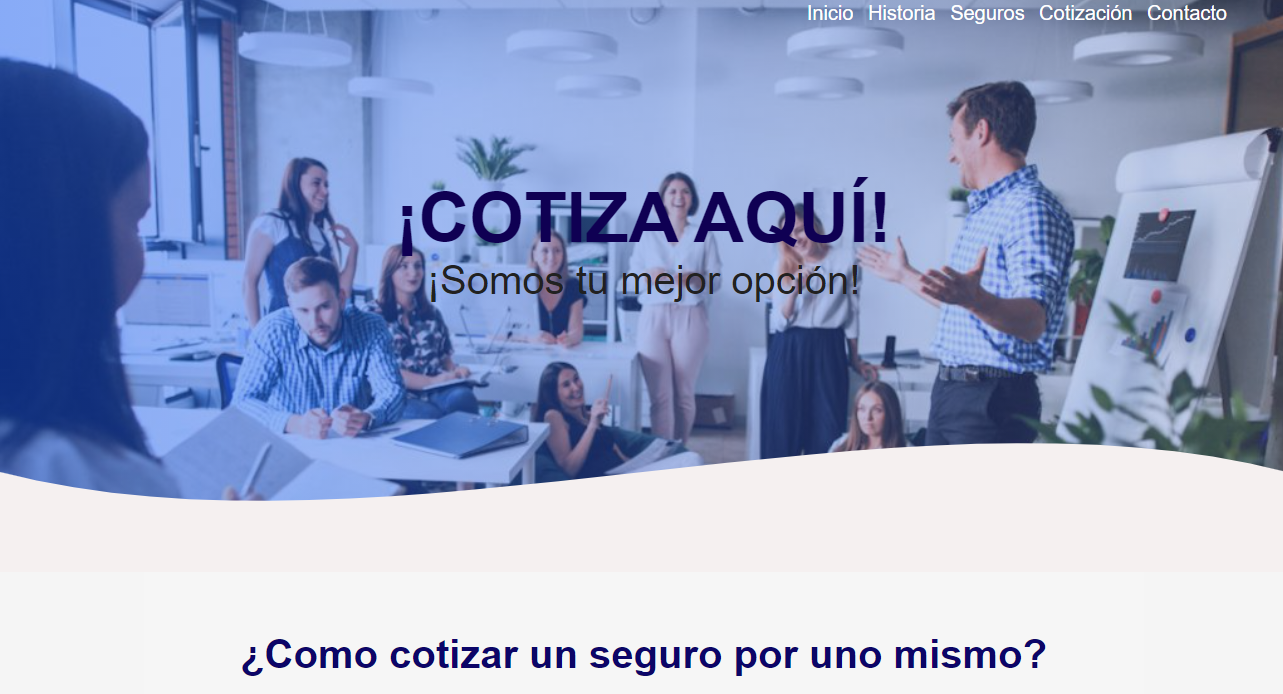 Inicio Historia Seguros Cotización Contacto
¡COTIZA AQUÍ!
¡Somos tu mejor opción!
¿Como cotizar un seguro por uno mismo?